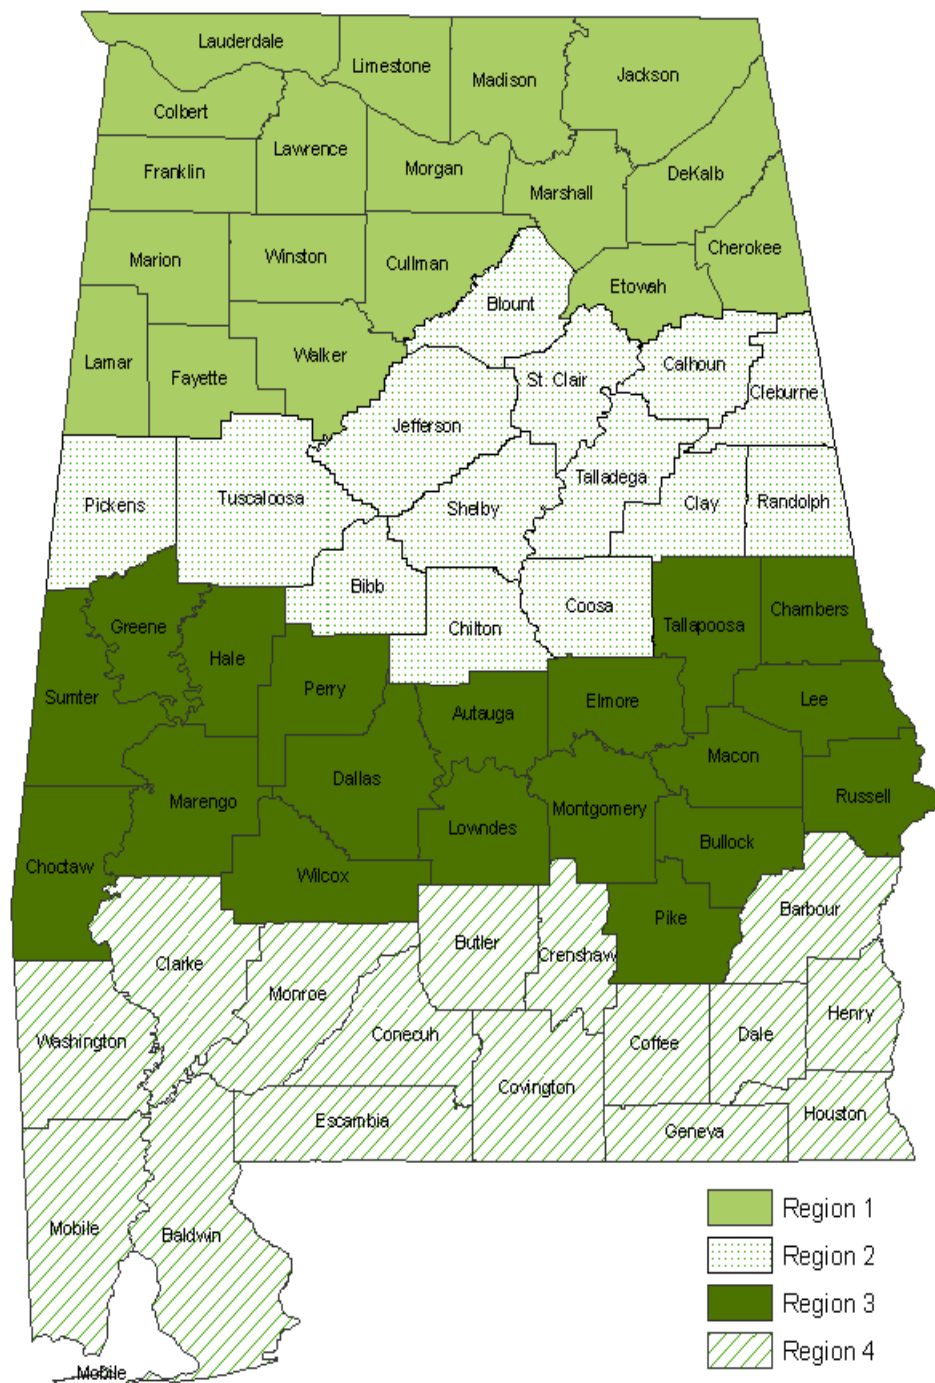 Lauderdale
Limestone
Madison
Jackson
Colbert
Lawrence
Franklin
Morgan
Marshall
DeKalb
Cherokee
Marion
Winston
Cullman
Etowah
Blount
Lamar
Fayette
Walker
St. Clair
Calhoun
Cleburne
Jefferson
Pickens
Tuscaloosa
Shelby
Talladega
Clay
Randolph
Bibb
Chilton
Coosa
Greene
Hale
Tallapoosa
Chambers
Sumter
Perry
Autauga
Elmore
Lee
Marengo
Dallas
Macon
Russell
Lowndes
Montgomery
Bullock
Choctaw
Wilcox
Pike
Barbour
Clarke
Butler
Crenshaw
Monroe
Washington
Conecuh
Coffee
Dale
Henry
Covington
Escambia
Geneva
Houston
Mobile
Baldwin
Mobile
Region 1
Region 2
Region 3
Region 4